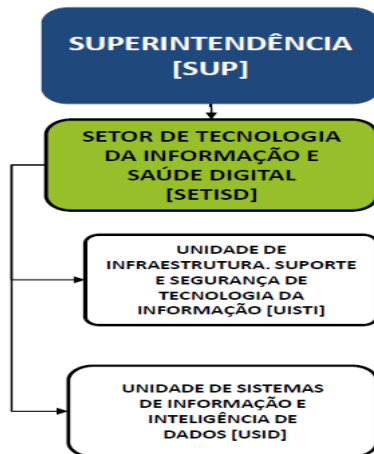 SUPERINTENDÊNCIA
[SUP]
SETOR DE TECNOLOGIA
DA INFORMAÇÃO E
SAÚDE DIGITAL
[SETISD]
UNIDADE DE
INFRAESTRUTURA. SUPORTE
E SEGURANÇA DE
TECNOLOGIA DA
INFORMAÇÃO [UISTI]
UNIDADE DE SISTEMAS
DE INFORMAÇÃO E
INTELIGÊNCIA DE
DADOS [USID]